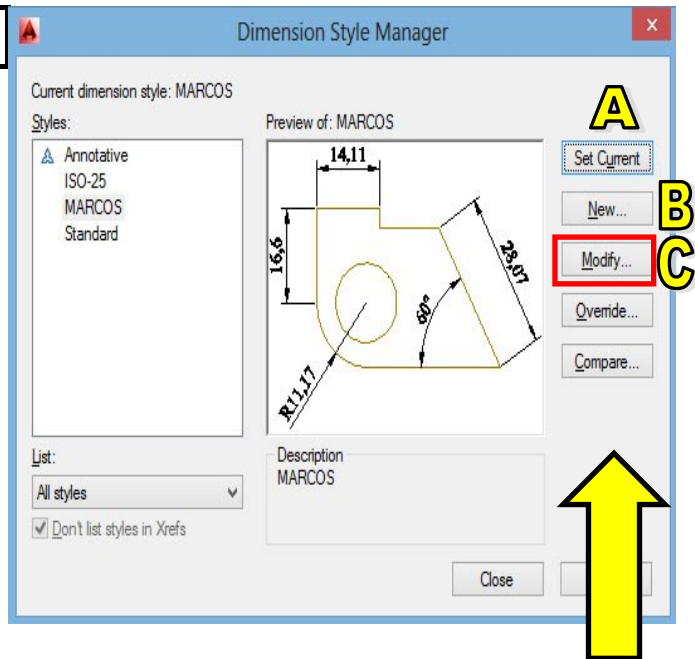 Dimension Style Manager
x
Current dimension style: MARCOS
Styles:
Annotative
ISO-25
MARCOS
Standard
Preview of: MARCOS
14,11
16,6
28,07
60°
R11,17
A
Set Current
New...
B
Modify...
C
Override...
Compare...
List:
All styles
Don't list styles in Xrefs
Description
MARCOS
Close